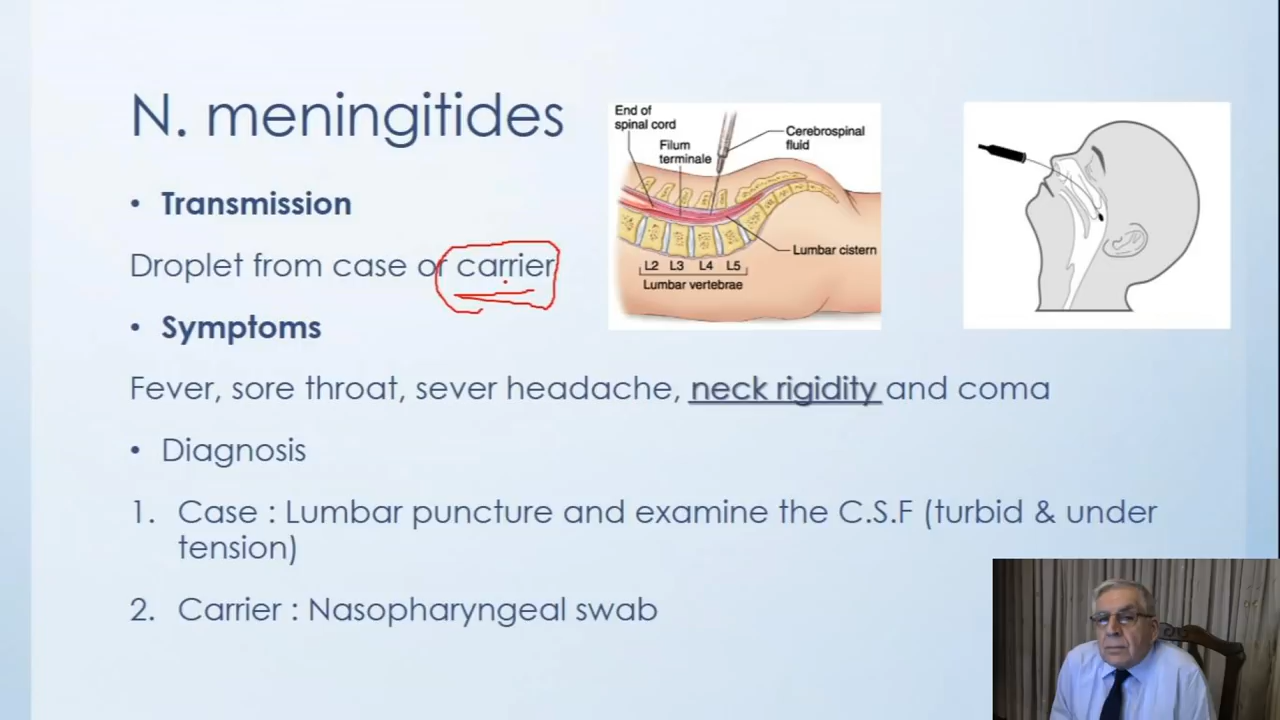 N. meningitides
• Transmission
Droplet from case or carrier
• Symptoms
Fever, sore throat, sever headache, neck rigidity and coma
• Diagnosis
1. Case : Lumbar puncture and examine the C.S.F (turbid & under
tension)
2. Carrier : Nasopharyngeal swab
End of
spinal cord
Filum
terminale
Cerebrospinal
fluid
Lumbar cistern
L2 L3 L4 L5
Lumbar vertebrae